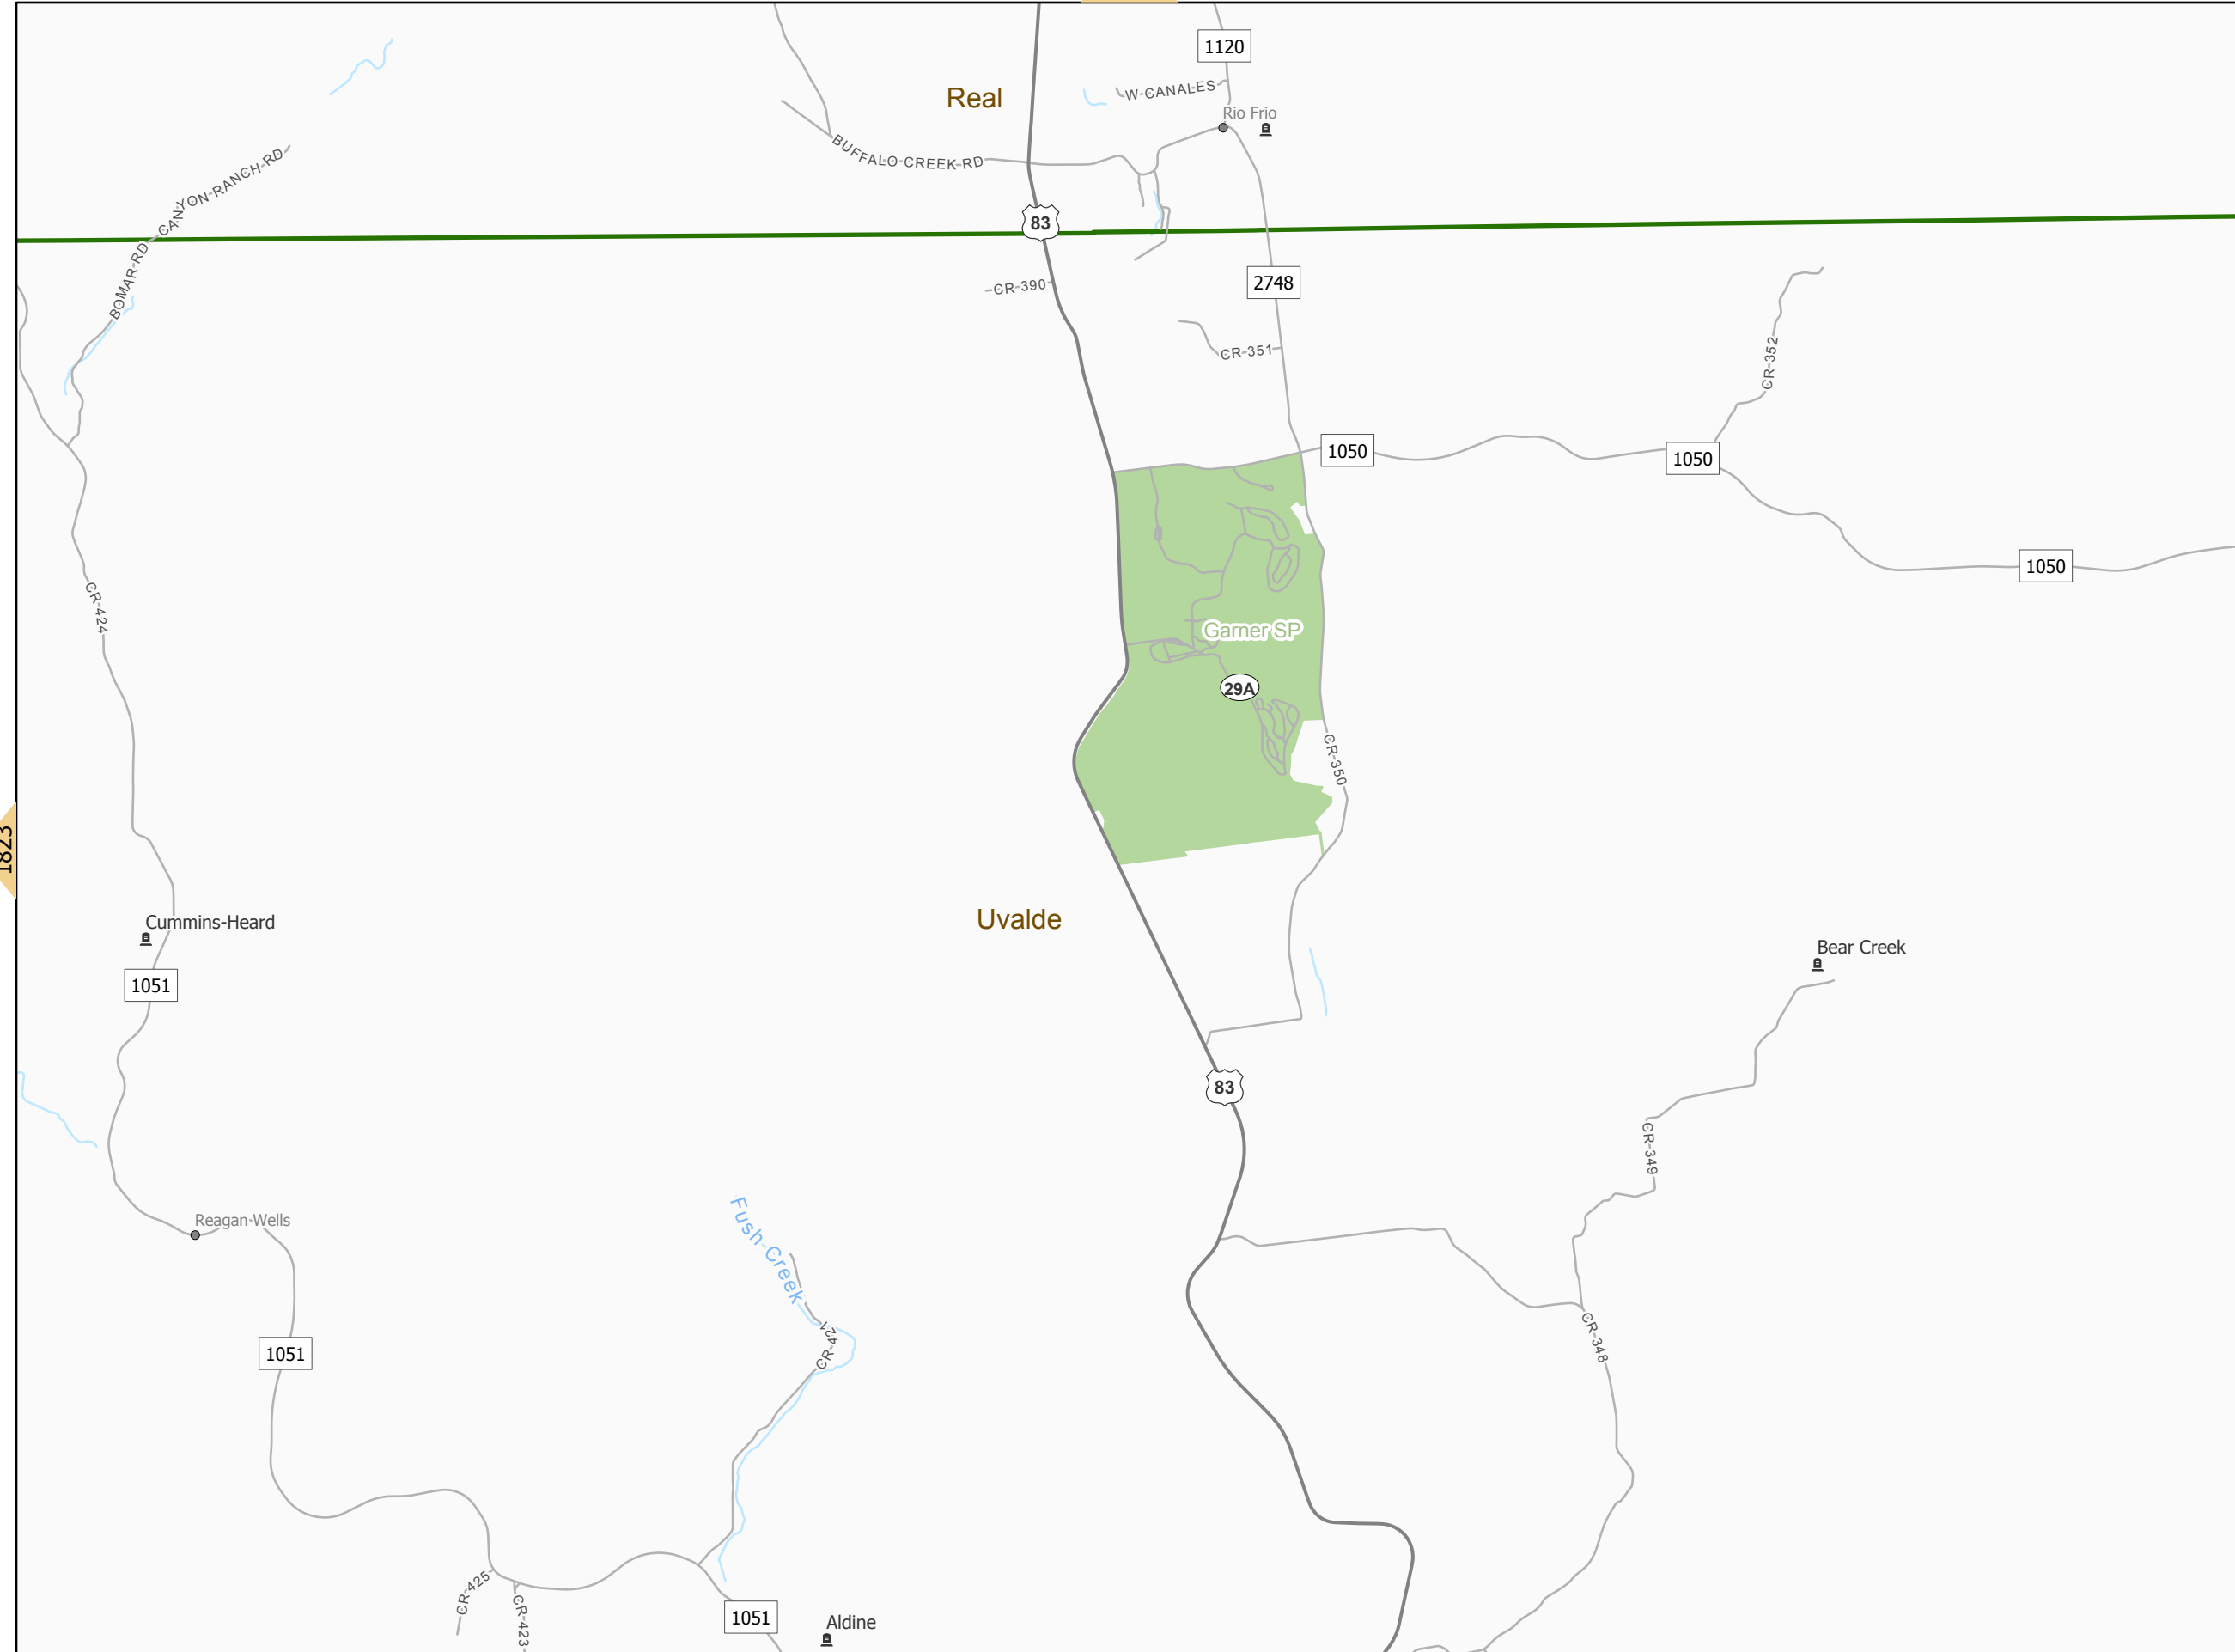 1120
Real
W CANALES
Rio Frio
BUFFALO CREEK RD
CANYON-RANCH-RD
BOMAR-RD
83
2748
CR-390
CR-351
CR-352
1050
1050
1050
CR-424
Garner SP
29A
CR-350
1823
Cummins-Heard
Uvalde
Bear Creek
1051
83
CR-349
Reagan Wells
Fush-Creek
CR-421
CR-348
1051
CR-425
CR-423
1051
Aldine